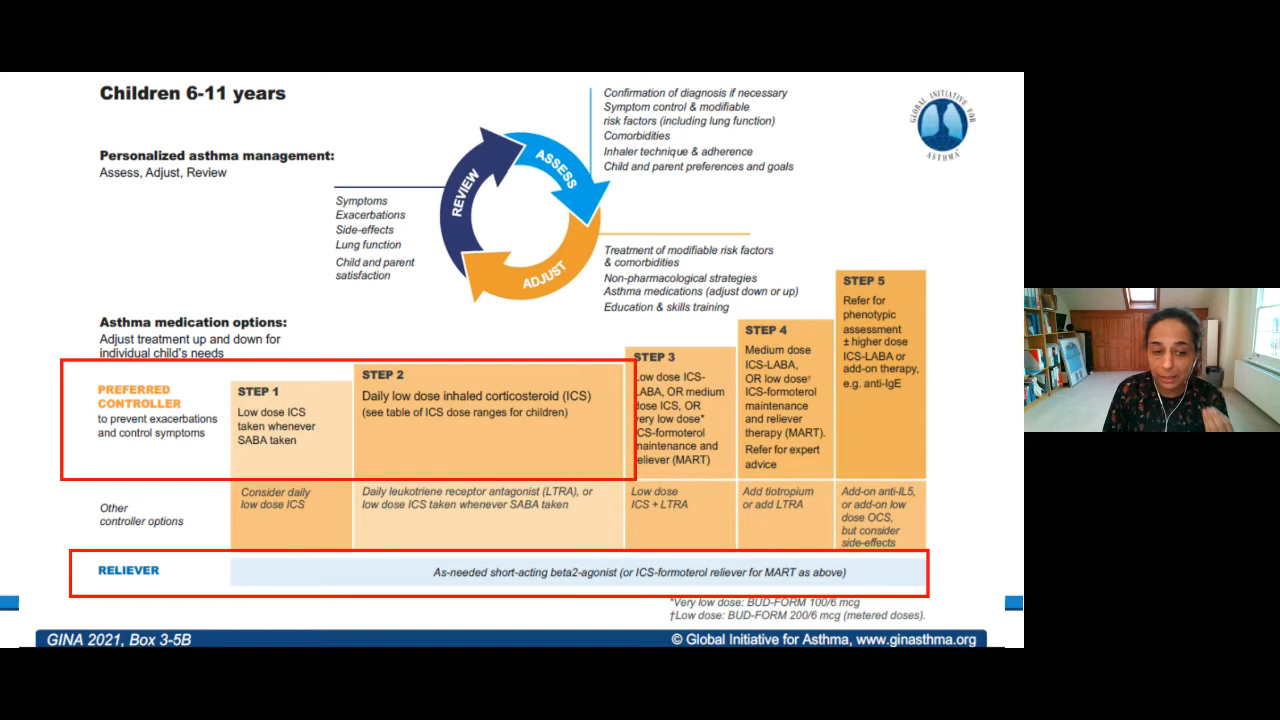 Children 6-11 years
Personalized asthma management:
Assess, Adjust, Review
Symptoms
Exacerbations
Side-effects
Lung function
Child and parent
satisfaction
REVIEW
ASSESS
ADJUST
Confirmation of diagnosis if necessary
Symptom control & modifiable
risk factors (including lung function)
Comorbidities
Inhaler technique & adherence
Child and parent preferences and goals
GLOBAL INITIATIVE FOR
ASTHMA
Treatment of modifiable risk factors
& comorbidities
Non-pharmacological strategies
Asthma medications (adjust down or up)
Education & skills training
Asthma medication options:
Adjust treatment up and down for
individual child's needs
PREFERRED
CONTROLLER
to prevent exacerbations
and control symptoms
STEP 1
Low dose ICS
taken whenever
SABA taken
STEP 2
Daily low dose inhaled corticosteroid (ICS)
(see table of ICS dose ranges for children)
STEP 3
Low dose ICS-
LABA, OR medium
dose ICS, OR
very low dose*
ICS-formoterol
maintenance and
reliever (MART)
STEP 4
Medium dose
ICS-LABA,
OR low dose†
ICS-formoterol
maintenance
and reliever
therapy (MART).
Refer for expert
advice
STEP 5
Refer for
phenotypic
assessment
± higher dose
ICS-LABA or
add-on therapy,
e.g. anti-IgE
Other
controller options
Consider daily
low dose ICS
Daily leukotriene receptor antagonist (LTRA), or
low dose ICS taken whenever SABA taken
Low dose
ICS + LTRA
Add tiotropium
or add LTRA
Add-on anti-IL5,
or add-on low
dose OCS,
but consider
side-effects
RELIEVER
As-needed short-acting beta2-agonist (or ICS-formoterol reliever for MART as above)
*Very low dose: BUD-FORM 100/6 mcg
†Low dose: BUD-FORM 200/6 mcg (metered doses).
GINA 2021, Box 3-5B
© Global Initiative for Asthma, www.ginasthma.org